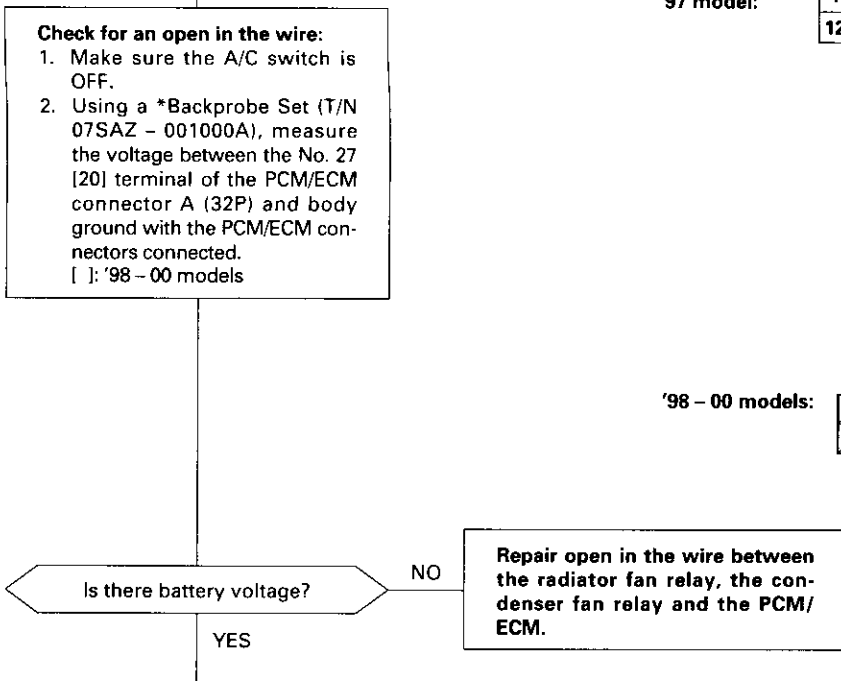 97 model:
12
Check for an open in the wire:
1. Make sure the A/C switch is
OFF.
2. Using a *Backprobe Set (T/N
07SAZ – 001000A), measure
the voltage between the No. 27
[20] terminal of the PCM/ECM
connector A (32P) and body
ground with the PCM/ECM con-
nectors connected.
[ ]: '98 – 00 models
'98 – 00 models:
Is there battery voltage?
NO
Repair open in the wire between
the radiator fan relay, the con-
denser fan relay and the PCM/
ECM.
YES